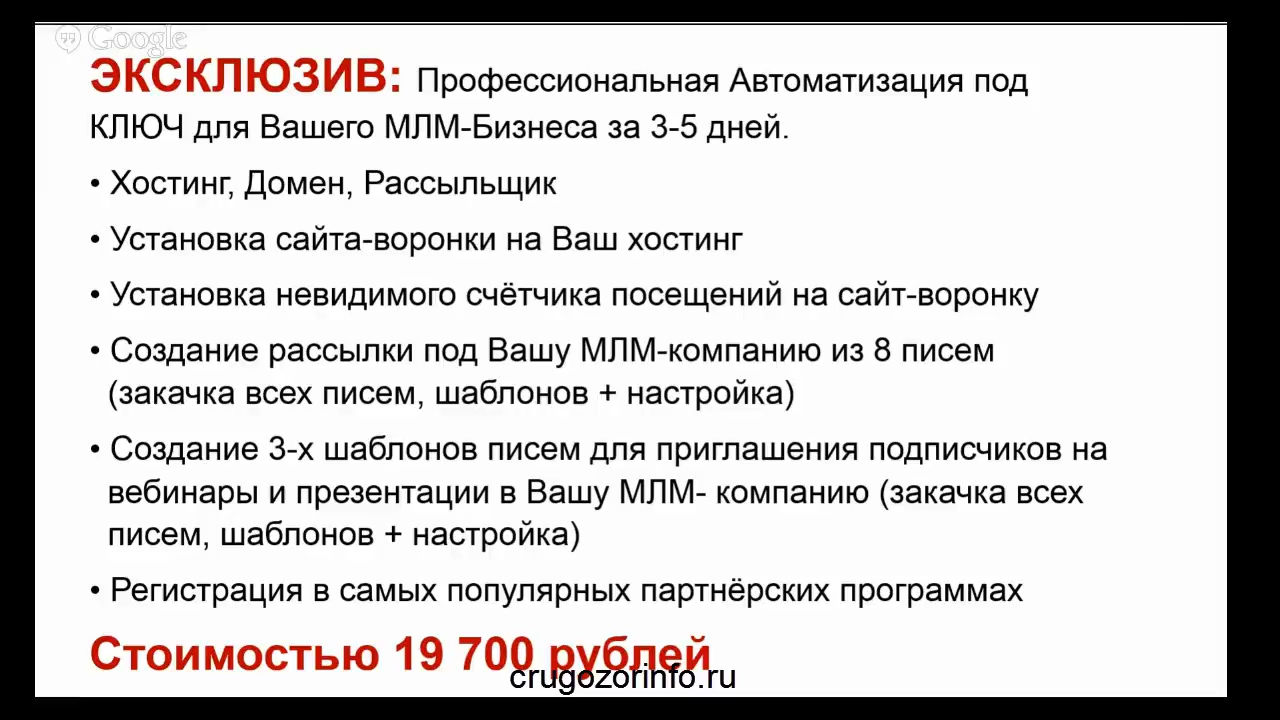 Google
ЭКСКЛЮЗИВ: Профессиональная Автоматизация под
КЛЮЧ для Вашего МЛМ-Бизнеса за 3-5 дней.
• Хостинг, Домен, Рассыльщик
• Установка сайта-воронки на Ваш хостинг
• Установка невидимого счётчика посещений на сайт-воронку
• Создание рассылки под Вашу МЛМ-компанию из 8 писем
(закачка всех писем, шаблонов + настройка)
• Создание 3-х шаблонов писем для приглашения подписчиков на
вебинары и презентации в Вашу МЛМ- компанию (закачка всех
писем, шаблонов + настройка)
• Регистрация в самых популярных партнёрских программах
Стоимостью 19 700 рублей
crugozorinfo.ru